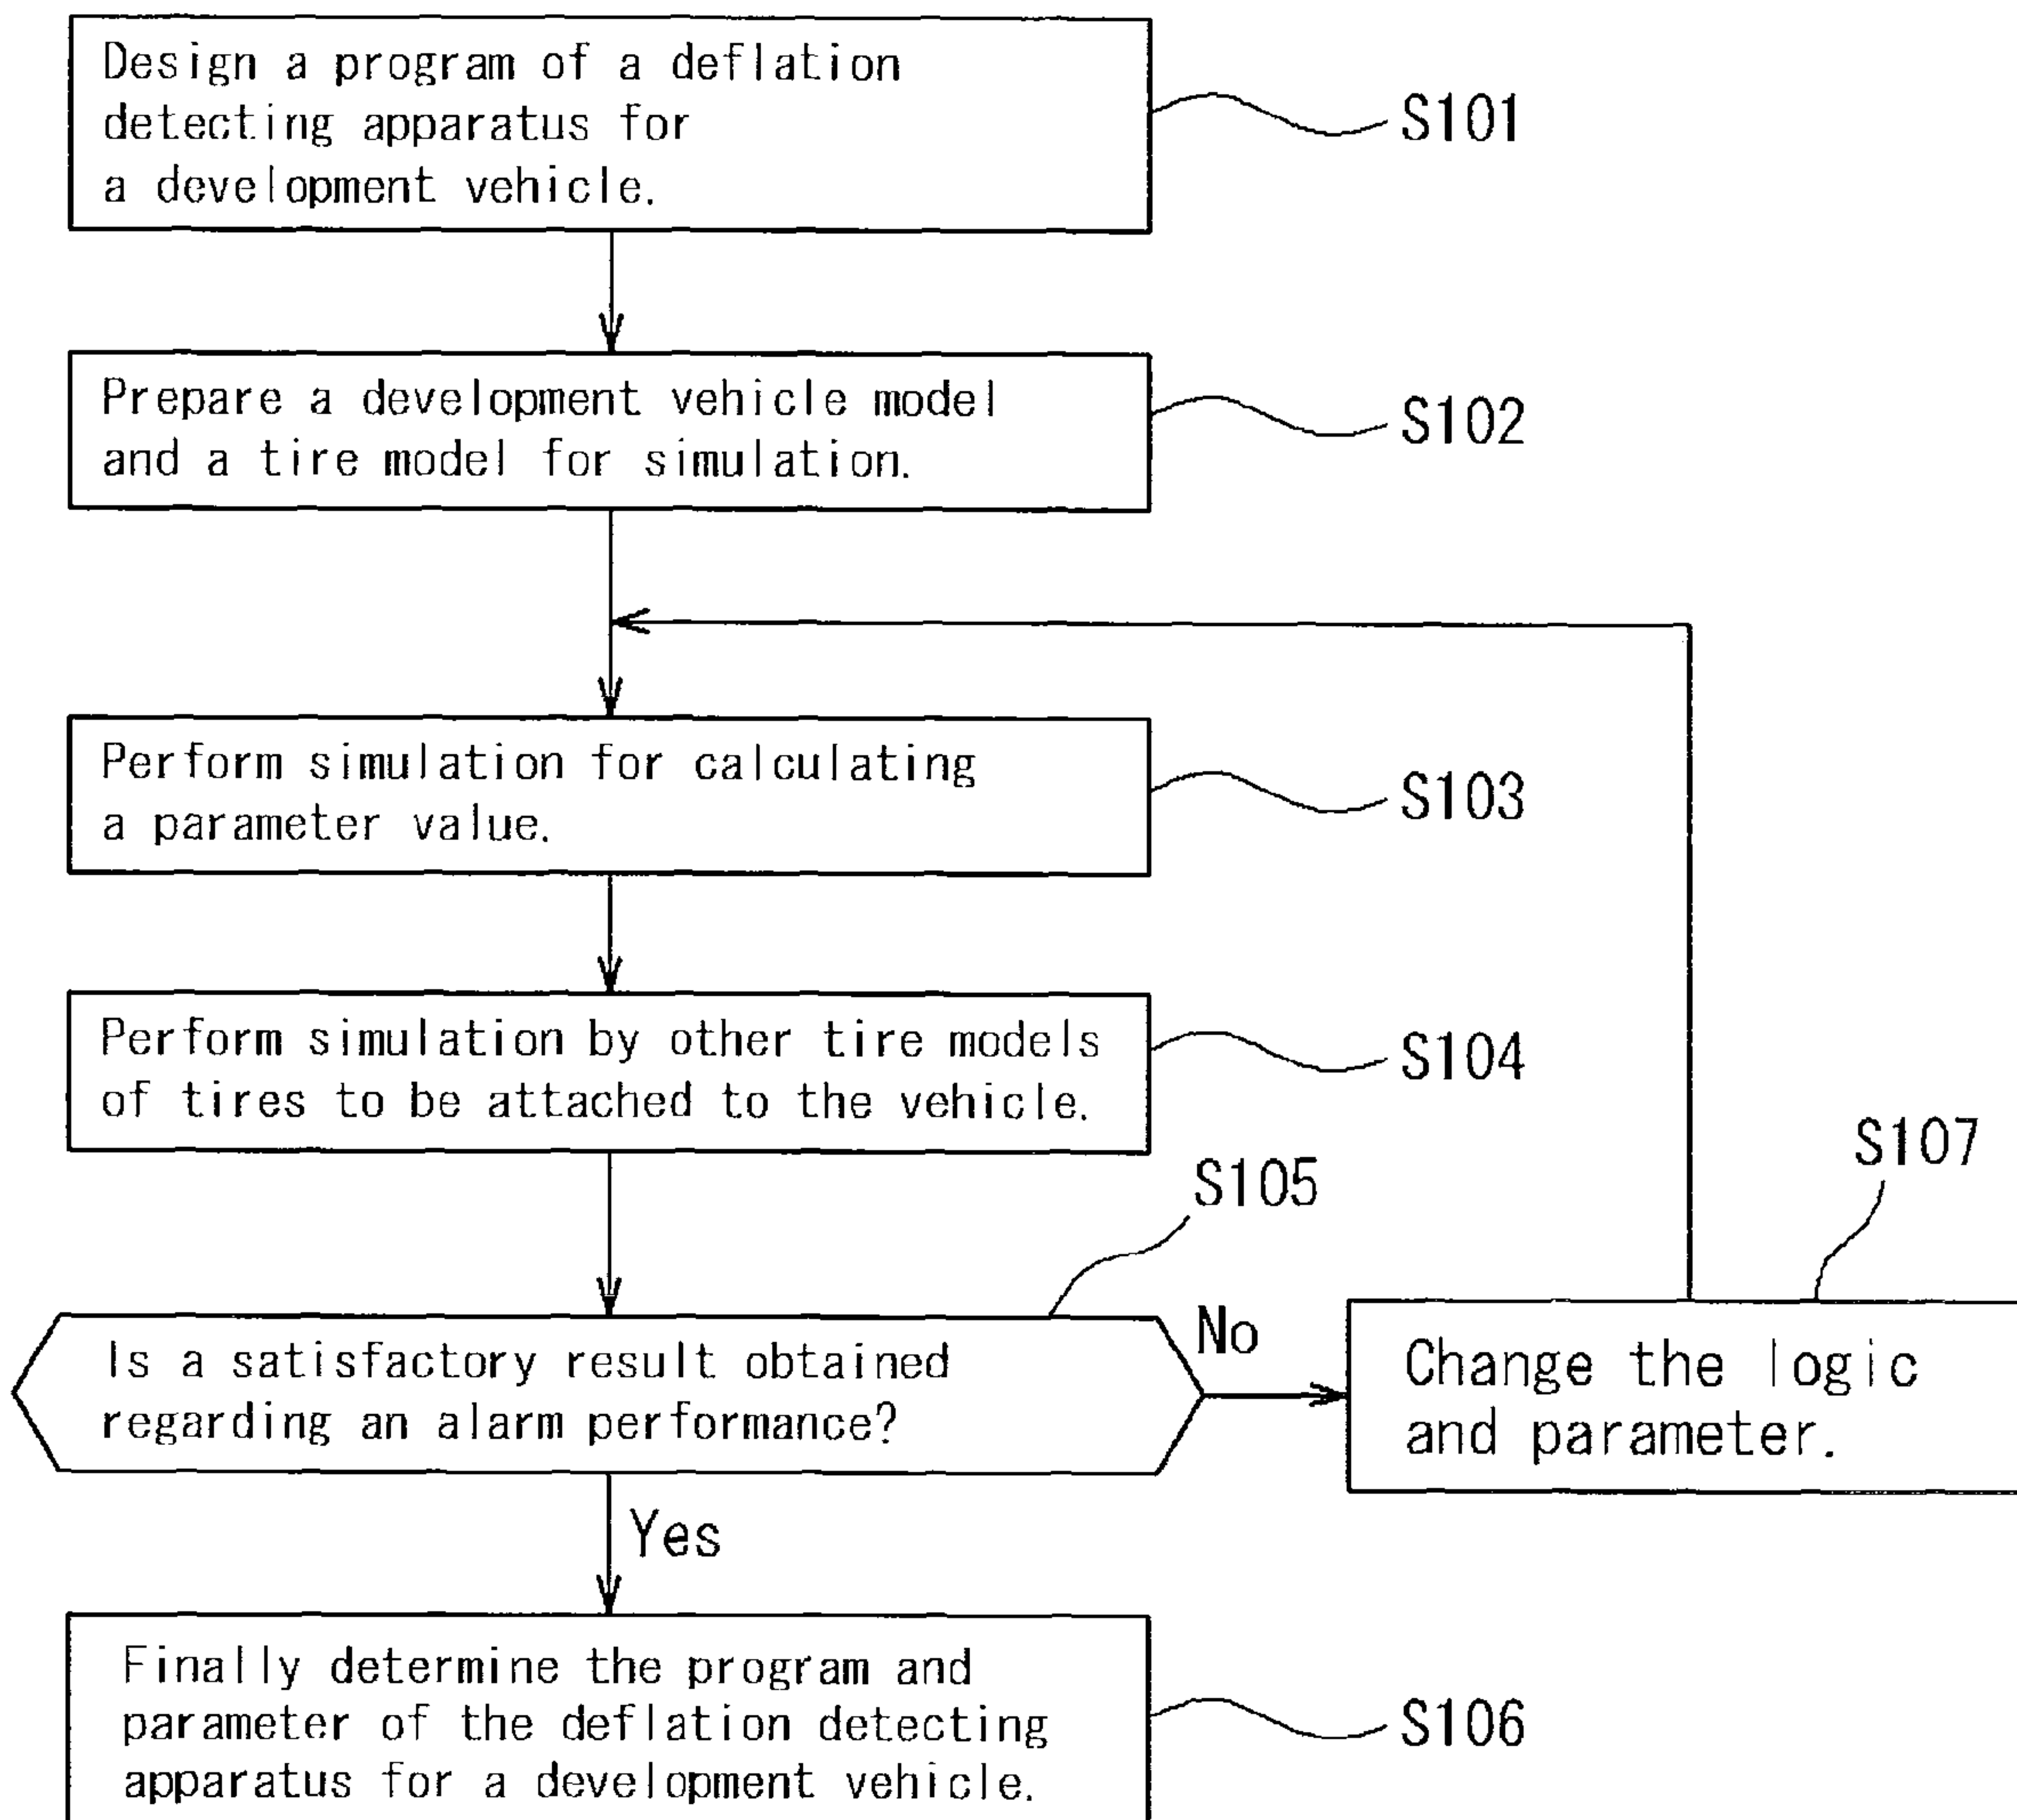 Design a program of a deflation
detecting apparatus for
a development vehicle.
S101
Prepare a development vehicle model
and a tire model for simulation.
S102
Perform simulation for calculating
a parameter value.
S103
Perform simulation by other tire models
of tires to be attached to the vehicle.
S104
S105
Is a satisfactory result obtained
regarding an alarm performance?
No
S107
Change the logic
and parameter.
Yes
Finally determine the program and
parameter of the deflation detecting
apparatus for a development vehicle.
S106